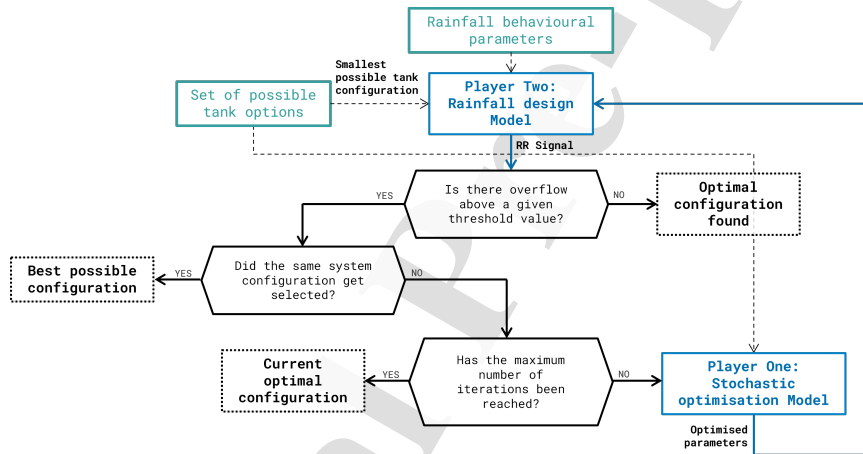 Rainfall behavioural
parameters
Smallest
possible tank
configuration
Set of possible
tank options
Player Two:
Rainfall design
Model
RR Signal
Is there overflow
above a given
threshold value?
YES
NO
Optimal
configuration
found
Did the same system
configuration get
selected?
YES
NO
Best possible
configuration
Has the maximum
number of
iterations been
reached?
YES
NO
Current
optimal
configuration
Player One:
Stochastic
optimisation Model
Optimised
parameters